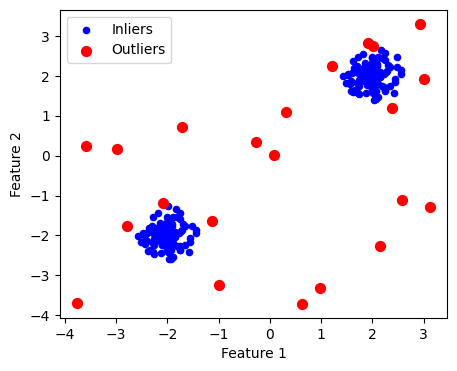 Inliers
Outliers
3
2
1
0
−1
−2
−3
−4
Feature 2
−4 −3 −2 −1 0 1 2 3
Feature 1